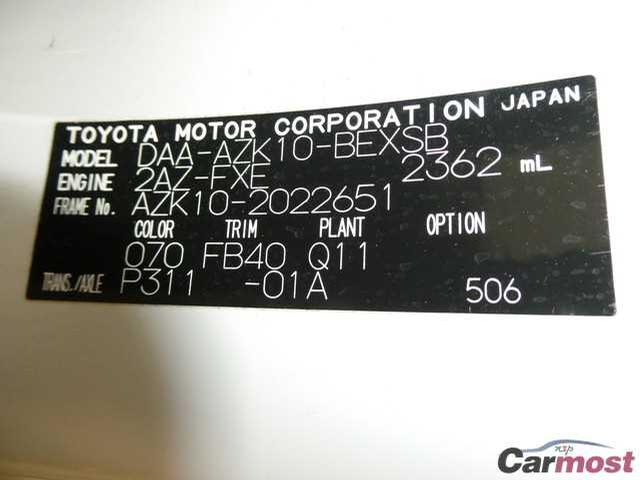 TOYOTA MOTOR CORPORATION JAPAN
MODEL DAA-AZK10-BEXSB
ENGINE 2AZ-FXE 2362 mL
FRAME No. AZK10-2022651
COLOR TRIM PLANT OPTION
070 FB40 Q11
TRANS./AXLE P311 -01A 506
Carmost